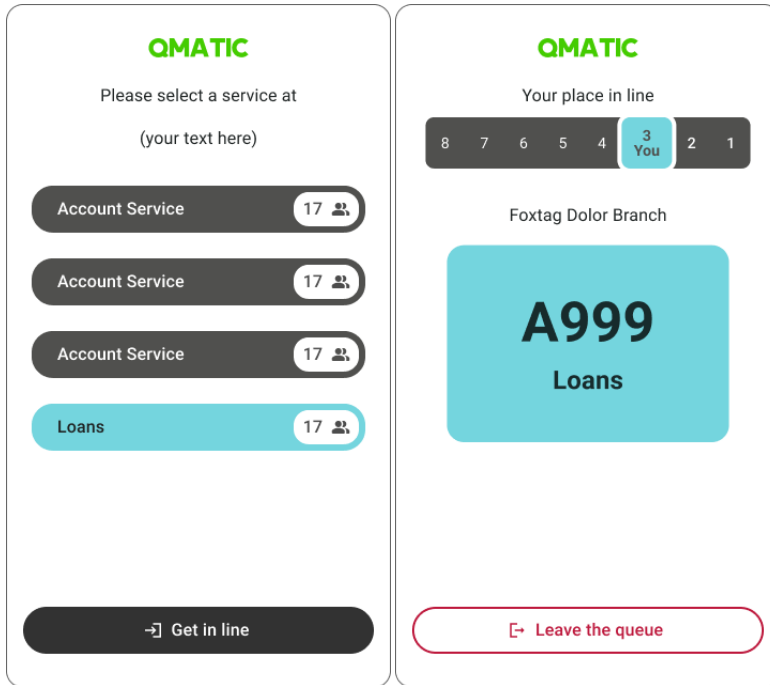 QMATIC
Please select a service at
(your text here)
Account Service 17
Account Service 17
Account Service 17
Loans 17
Get in line
QMATIC
Your place in line
8 7 6 5 4 3 You 2 1
Foxtag Dolor Branch
A999
Loans
Leave the queue